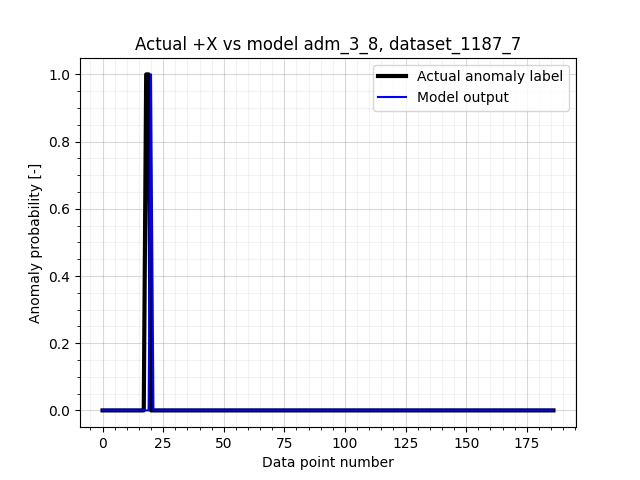 Actual +X vs model adm_3_8, dataset_1187_7
Actual anomaly label
Model output
Anomaly probability [-]
1.0
0.8
0.6
0.4
0.2
0.0
0 25 50 75 100 125 150 175
Data point number